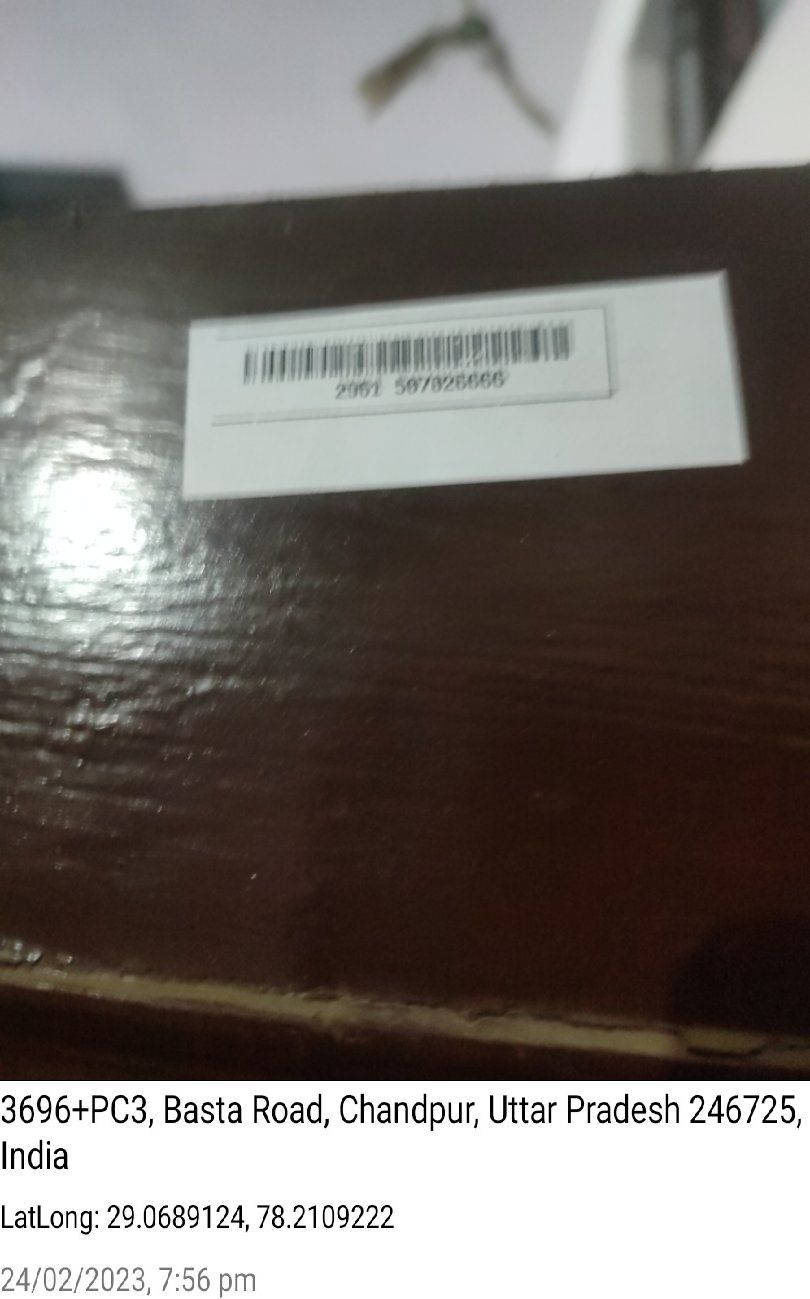 2961 507026666
3696+PC3, Basta Road, Chandpur, Uttar Pradesh 246725,
India
LatLong: 29.0689124, 78.2109222
24/02/2023, 7:56 pm